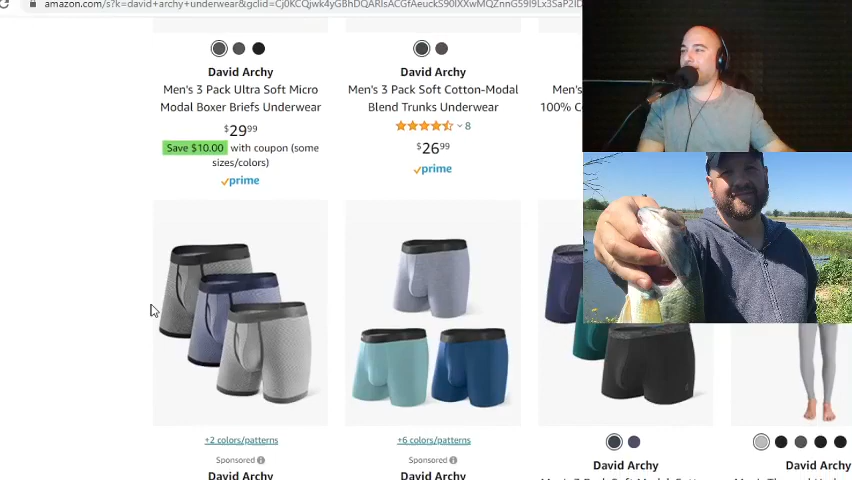 amazon.com/s?k=david+archy+underwear&gclid=
David Archy
Men's 3 Pack Ultra Soft Micro
Modal Boxer Briefs Underwear
$29.99
Save $10.00 with coupon (some
sizes/colors)
prime
David Archy
Men's 3 Pack Soft Cotton-Modal
Blend Trunks Underwear
8
$26.99
prime
Men's
100% C
+2 colors/patterns
Sponsored
David Archy
+6 colors/patterns
Sponsored
David Archy
David Archy
David Archy